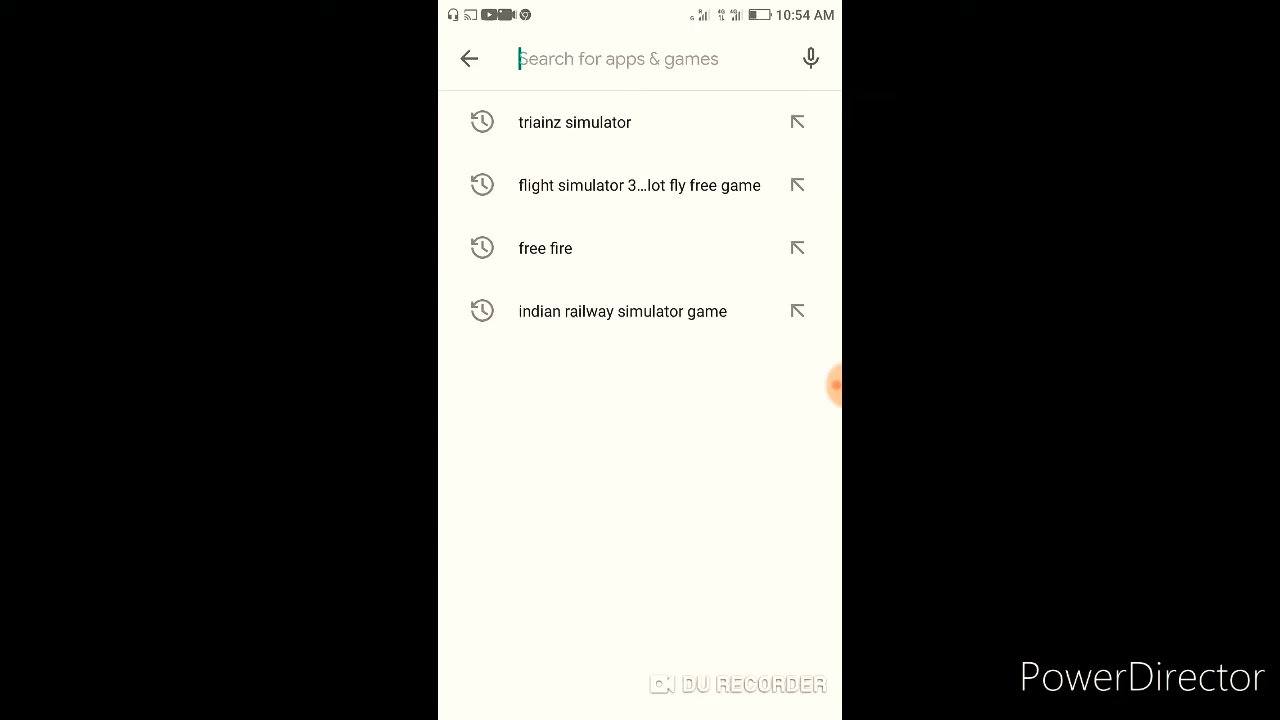 10:54 AM
Search for apps & games
triainz simulator
flight simulator 3...lot fly free game
free fire
indian railway simulator game
DU RECORDER
PowerDirector